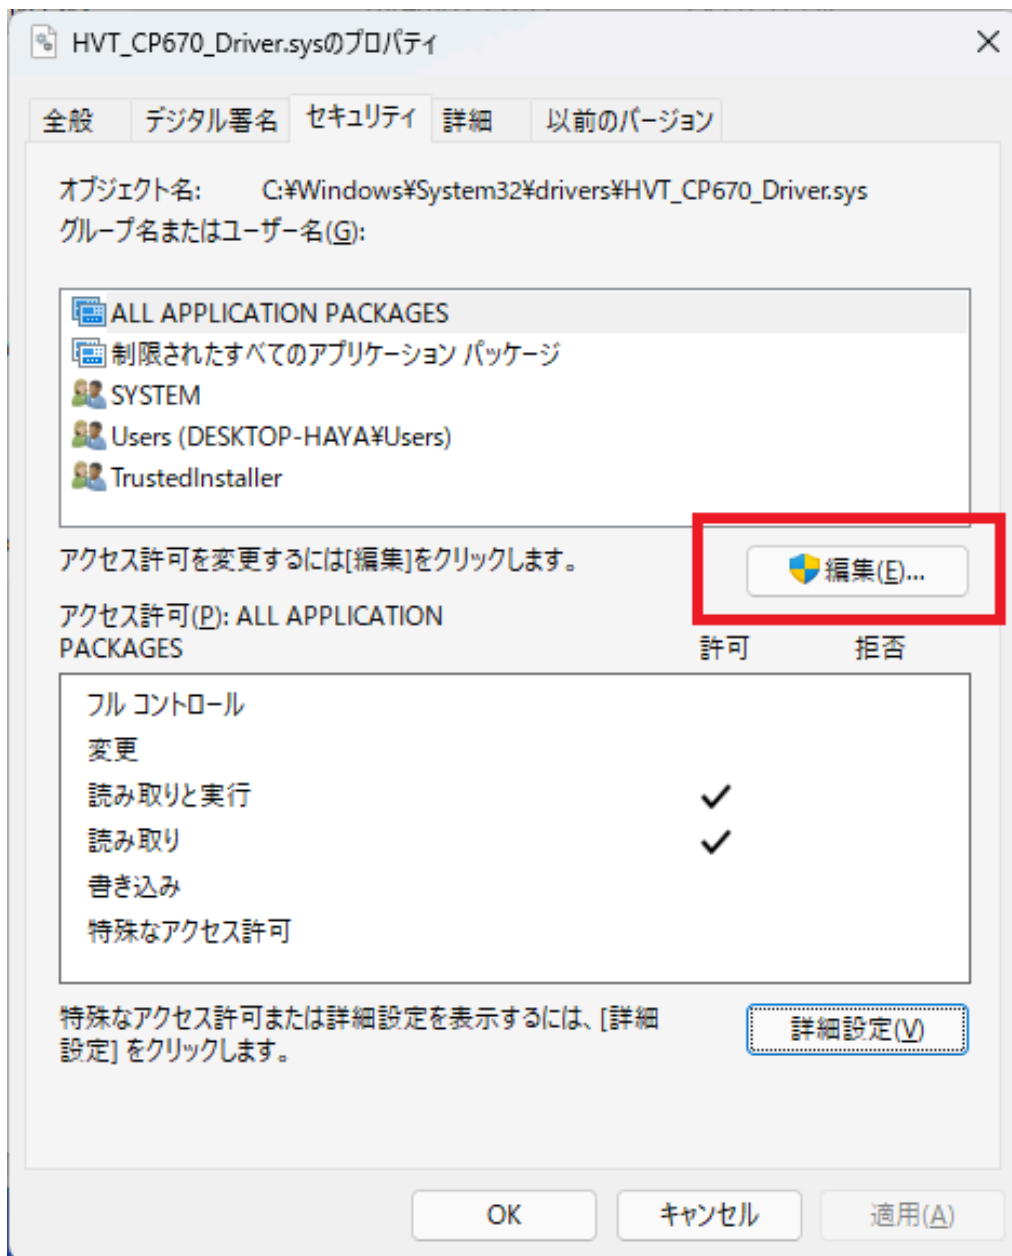 HVT_CP670_Driver.sysのプロパティ
全般 デジタル署名 セキュリティ 詳細 以前のバージョン
オブジェクト名: C:¥Windows¥System32¥drivers¥HVT_CP670_Driver.sys
グループ名またはユーザー名(G):
ALL APPLICATION PACKAGES
制限されたすべてのアプリケーション パッケージ
SYSTEM
Users (DESKTOP-HAYA¥Users)
TrustedInstaller
アクセス許可を変更するには[編集]をクリックします。
編集(E)...
アクセス許可(P): ALL APPLICATION
PACKAGES
許可 拒否
フル コントロール
変更
読み取りと実行
読み取り
書き込み
特殊なアクセス許可
特殊なアクセス許可または詳細設定を表示するには、[詳細
設定] をクリックします。
詳細設定(V)
OK キャンセル 適用(A)